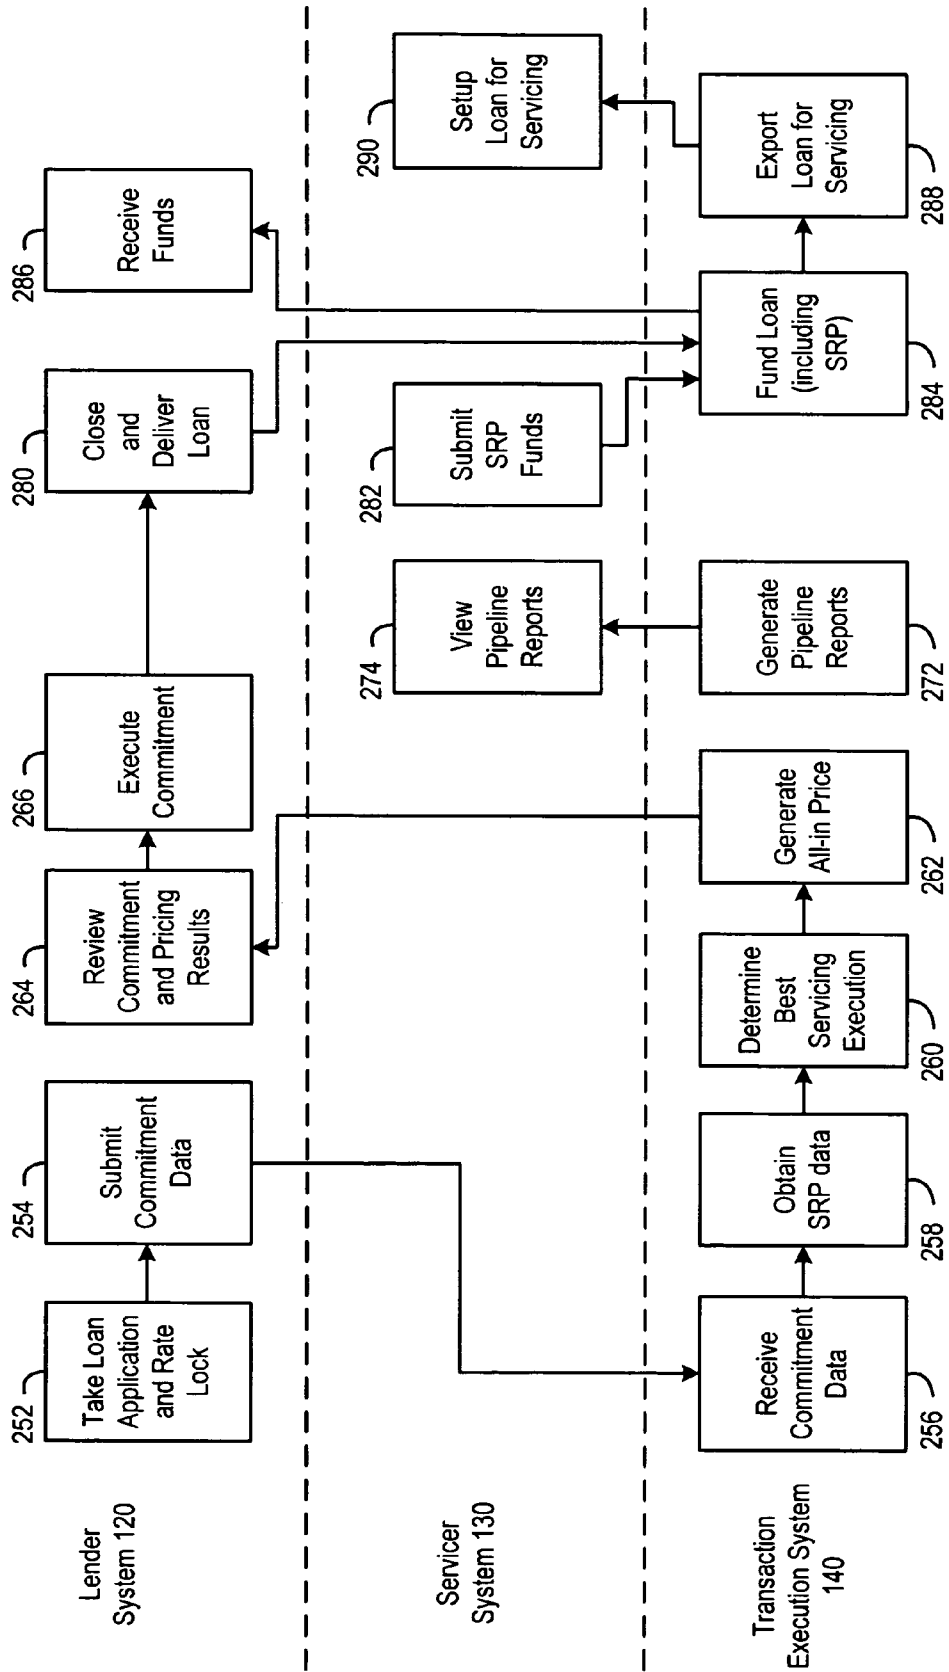 Lender
System 120
252
Take Loan
Application
and Rate
Lock
254
Submit
Commitment
Data
264
Review
Commitment
and Pricing
Results
266
Execute
Commitment
280
Close
and
Deliver
Loan
286
Receive
Funds
Servicer
System 130
274
View
Pipeline
Reports
282
Submit
SRP
Funds
290
Setup
Loan for
Servicing
Transaction
Execution System
140
Receive
Commitment
Data
256
Obtain
SRP data
258
Determine
Best
Servicing
Execution
260
Generate
All-in Price
262
Generate
Pipeline
Reports
272
Fund Loan
(including
SRP)
284
Export
Loan for
Servicing
288